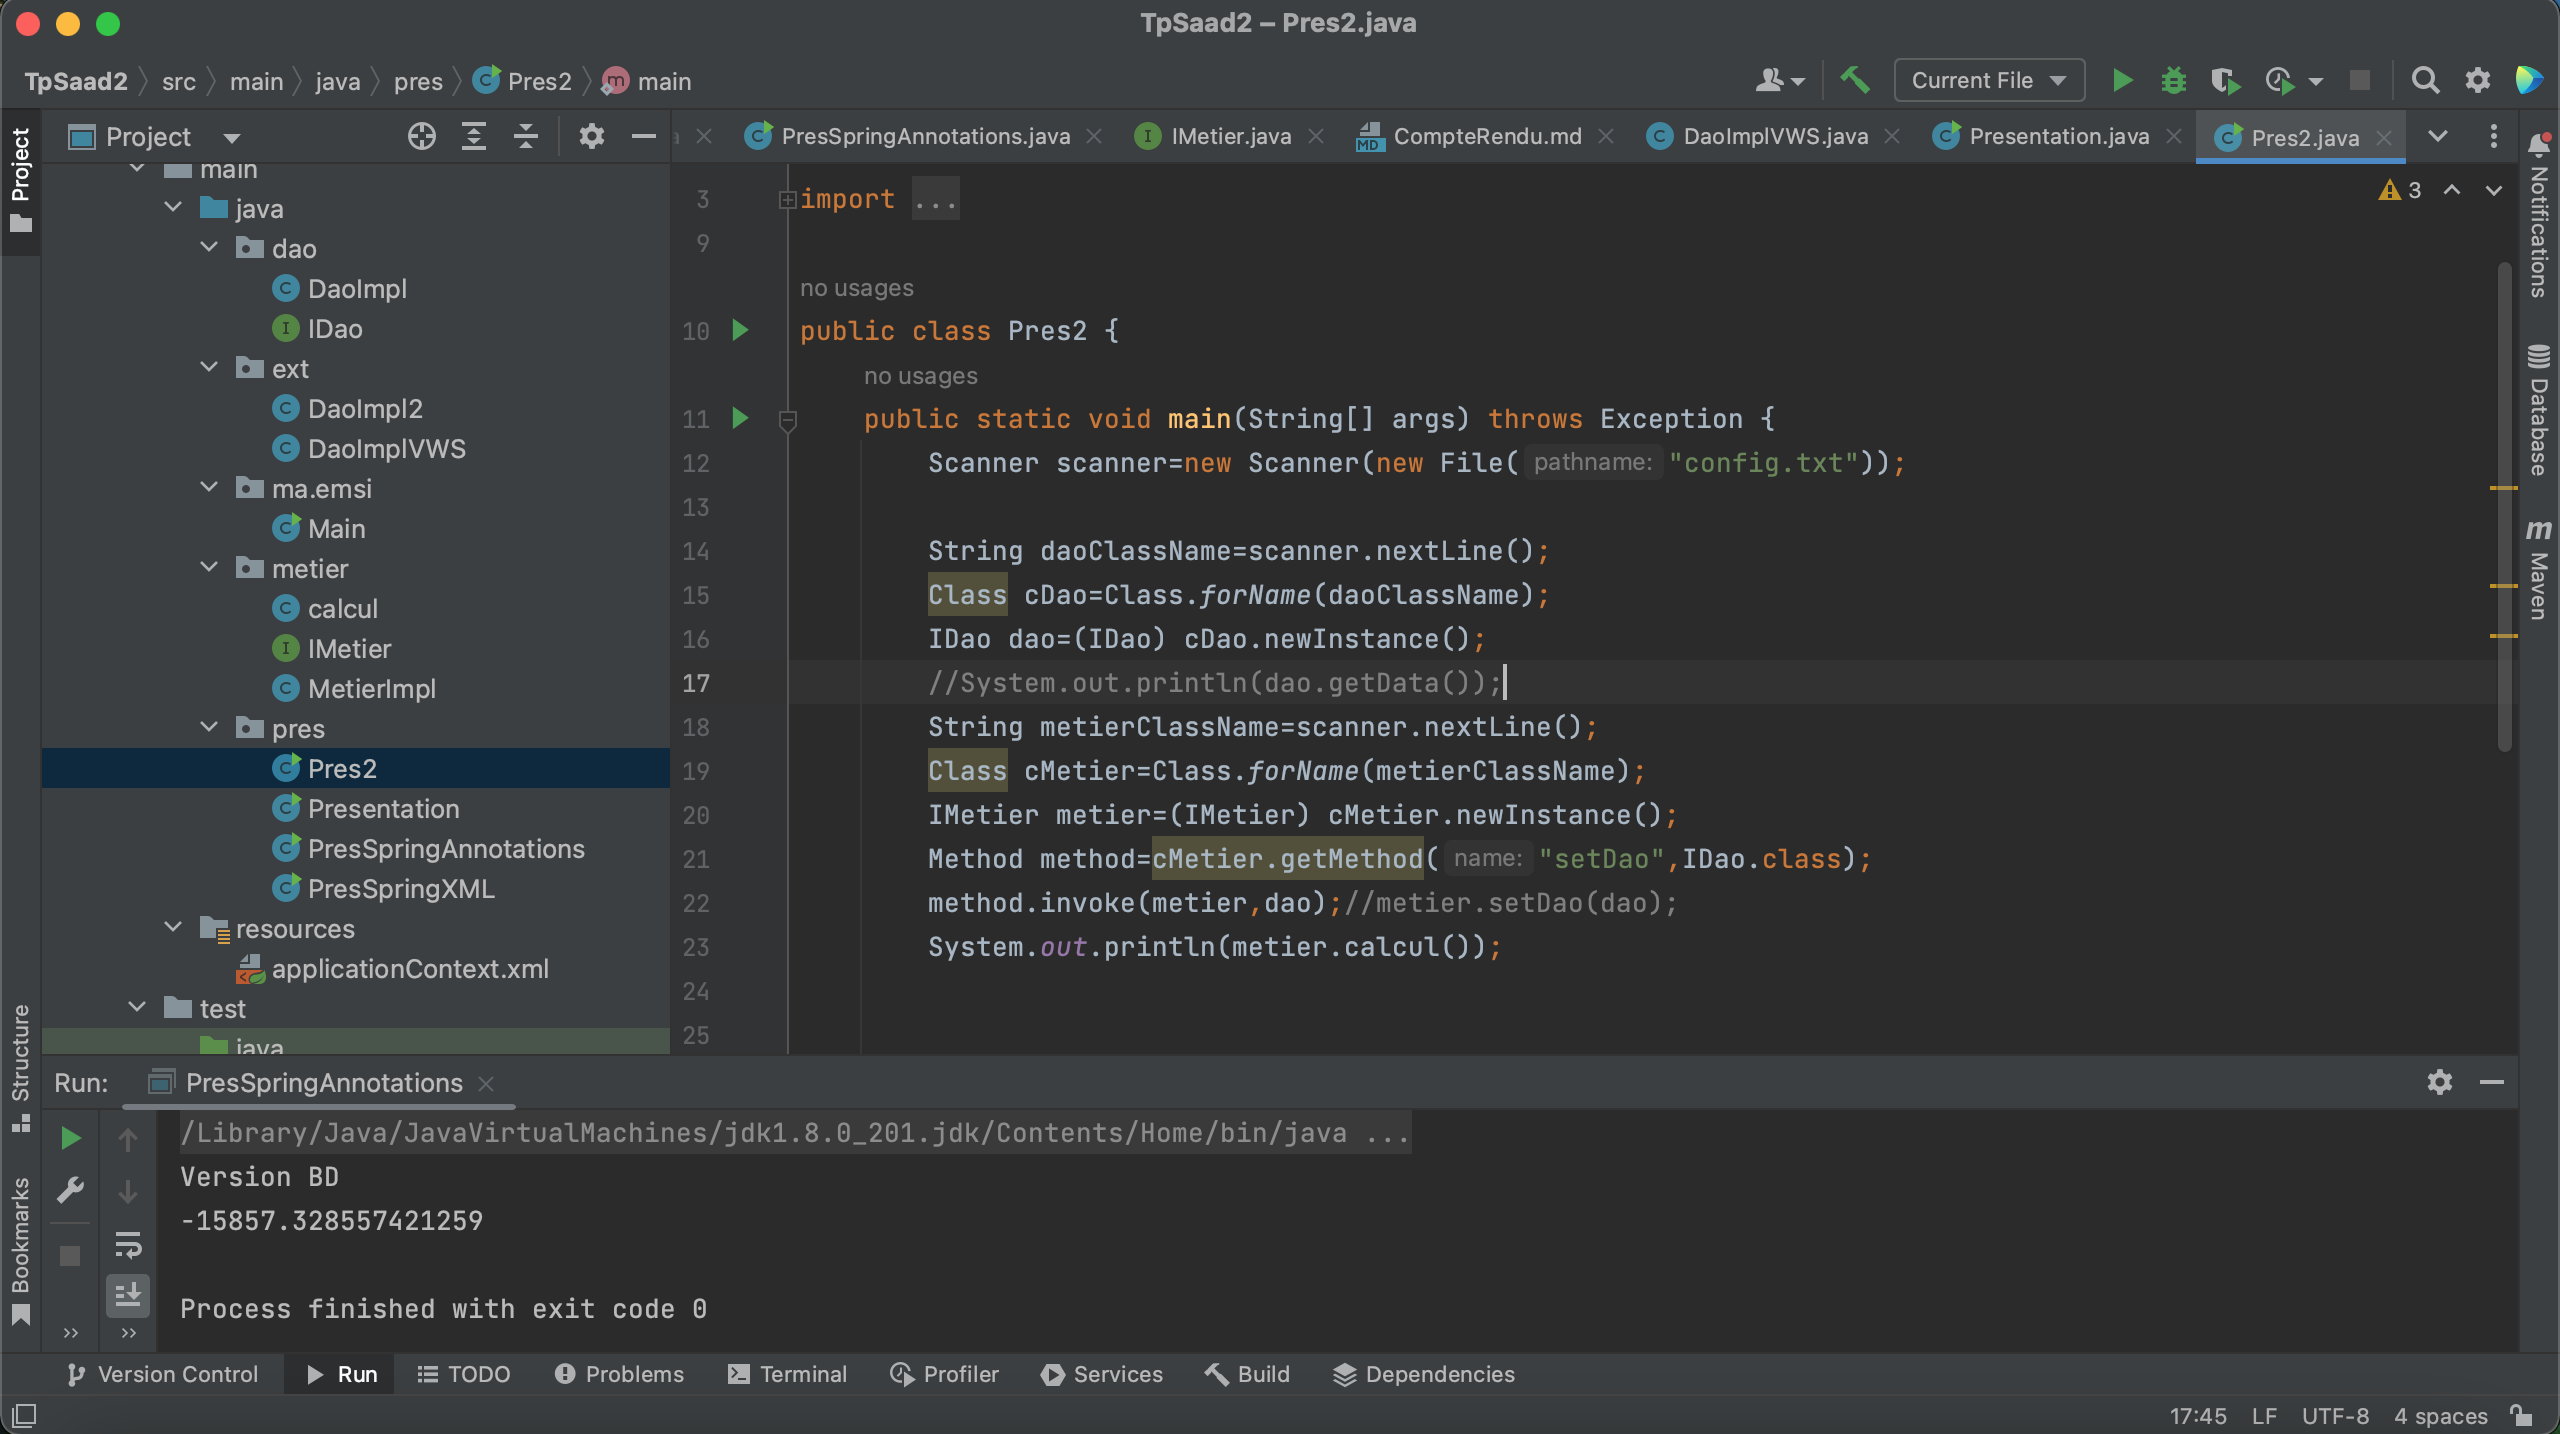 TpSaad2 – Pres2.java
TpSaad2 src main java pres Pres2 main
Current File
Project
PresSpringAnnotations.java IMetier.java CompteRendu.md DaoImplVWS.java Presentation.java Pres2.java
Project
Structure
Bookmarks
main
java
dao
DaoImpl
IDao
ext
DaoImpl2
DaoImplVWS
ma.emsi
Main
metier
calcul
IMetier
MetierImpl
pres
Pres2
Presentation
PresSpringAnnotations
PresSpringXML
resources
applicationContext.xml
test
java
3 import ...
3
9
no usages
10 public class Pres2 {
no usages
11 public static void main(String[] args) throws Exception {
12 Scanner scanner=new Scanner(new File( pathname: "config.txt"));
13
14 String daoClassName=scanner.nextLine();
15 Class cDao=Class.forName(daoClassName);
16 IDao dao=(IDao) cDao.newInstance();
17 //System.out.println(dao.getData());
18 String metierClassName=scanner.nextLine();
19 Class cMetier=Class.forName(metierClassName);
20 IMetier metier=(IMetier) cMetier.newInstance();
21 Method method=cMetier.getMethod( name: "setDao",IDao.class);
22 method.invoke(metier,dao);//metier.setDao(dao);
23 System.out.println(metier.calcul());
24
25
Notifications
Database
m Maven
Run: PresSpringAnnotations
/Library/Java/JavaVirtualMachines/jdk1.8.0_201.jdk/Contents/Home/bin/java ...
Version BD
-15857.328557421259
Process finished with exit code 0
Version Control Run TODO Problems Terminal Profiler Services Build Dependencies
17:45 LF UTF-8 4 spaces